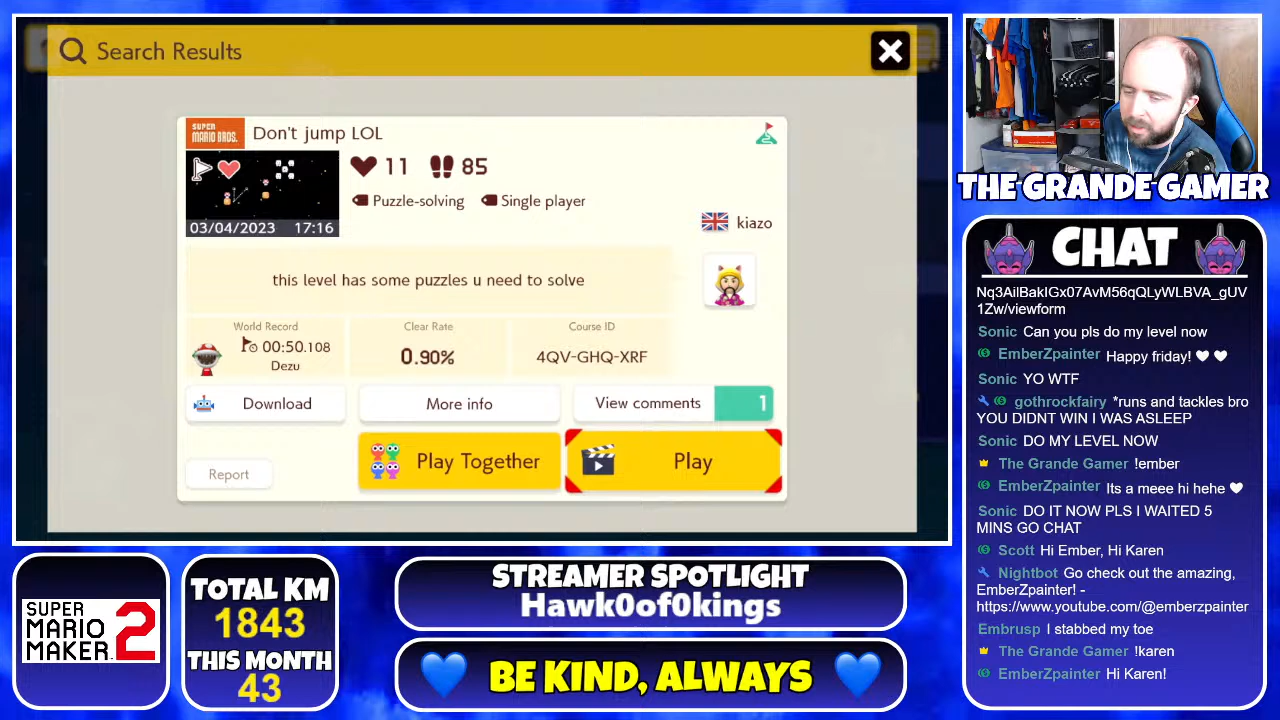 Search Results
SUPER MARIO BROS.
Don't jump LOL
11
85
Puzzle-solving
Single player
03/04/2023 17:16
kiazo
this level has some puzzles u need to solve
World Record
00:50.108
Dezu
Clear Rate
0.90%
Course ID
4QV-GHQ-XRF
Download
More info
View comments
1
Report
Play Together
Play
THE GRANDE GAMER
CHAT
Nq3AilBakIGx07AvM56qQLyWLBVA_gUV
1Zw/viewform
Sonic Can you pls do my level now
EmberZpainter Happy friday! 🤍 🤍
Sonic YO WTF
gothrockfairy *runs and tackles bro
YOU DIDNT WIN I WAS ASLEEP
Sonic DO MY LEVEL NOW
The Grande Gamer !ember
EmberZpainter Its a meee hi hehe 🤍
Sonic DO IT NOW PLS I WAITED 5
MINS GO CHAT
Scott Hi Ember, Hi Karen
Nightbot Go check out the amazing,
EmberZpainter! -
https://www.youtube.com/@emberzpainter
Embrusp I stabbed my toe
The Grande Gamer !karen
EmberZpainter Hi Karen!
SUPER
MARIO
MAKER 2
TOTAL KM
1843
THIS MONTH
43
STREAMER SPOTLIGHT
Hawk0of0kings
BE KIND, ALWAYS